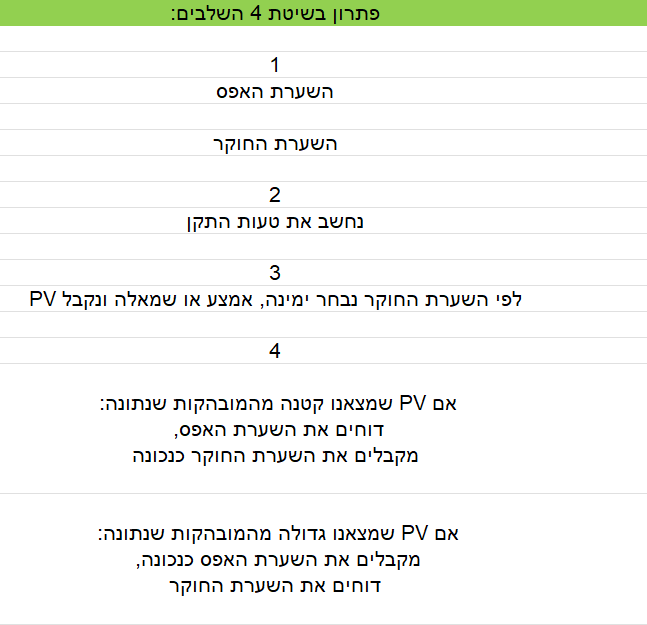 פתרון בשיטת 4 השלבים:
1
השערת האפס
השערת החוקר
2
נחשב את טעות התקן
3
לפי השערת החוקר נבחר ימינה, אמצע או שמאלה ונקבל PV
4
אם PV שמצאנו קטנה מהמובהקות שנתונה:
דוחים את השערת האפס,
מקבלים את השערת החוקר כנכונה
אם PV שמצאנו גדולה מהמובהקות שנתונה:
מקבלים את השערת האפס כנכונה,
דוחים את השערת החוקר